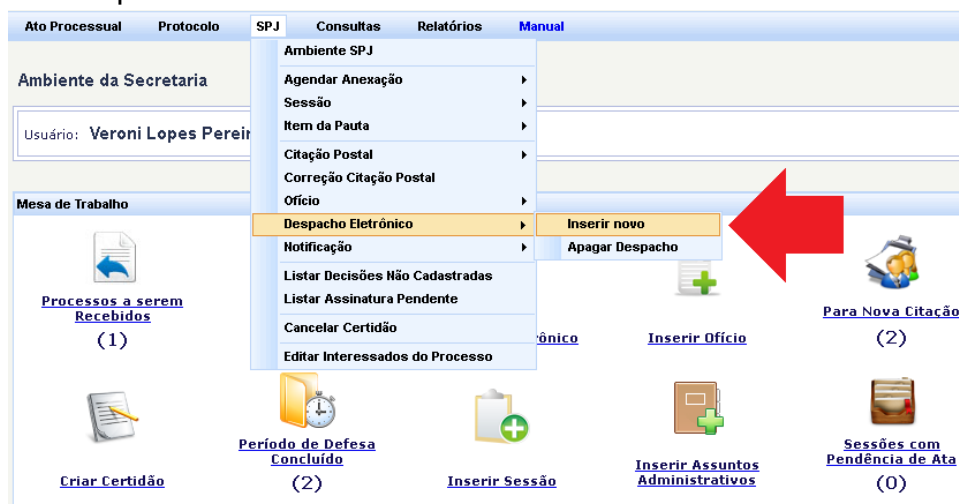 Ato Processual Protocolo SPJ Consultas Relatórios Manual
Ambiente SPJ
Ambiente da Secretaria
Agendar Anexação
Sessão
Item da Pauta
Usuário: Veroni Lopes Perei
Citação Postal
Correção Citação Postal
Ofício
Mesa de Trabalho
Despacho Eletrônico
Inserir novo
Notificação
Apagar Despacho
Listar Decisões Não Cadastradas
Listar Assinatura Pendente
Cancelar Certidão
Editar Interessados do Processo
Processos a serem
Recebidos
(1)
rônico
Inserir Ofício
Para Nova Citação
(2)
Criar Certidão
Período de Defesa
Concluído
(2)
Inserir Sessão
Inserir Assuntos
Administrativos
Sessões com
Pendência de Ata
(0)